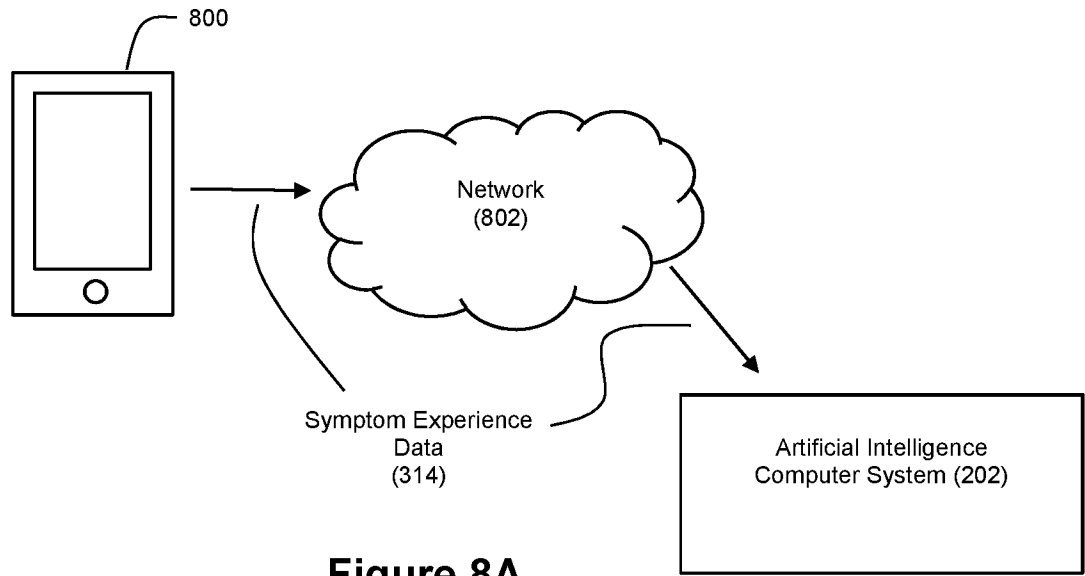 800
Network
(802)
Symptom Experience
Data
(314)
Artificial Intelligence
Computer System (202)
Figure 8A